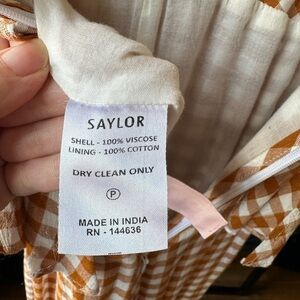 SAYLOR
SHELL - 100% VISCOSE
LINING - 100% COTTON
DRY CLEAN ONLY
P
MADE IN INDIA
RN - 144636